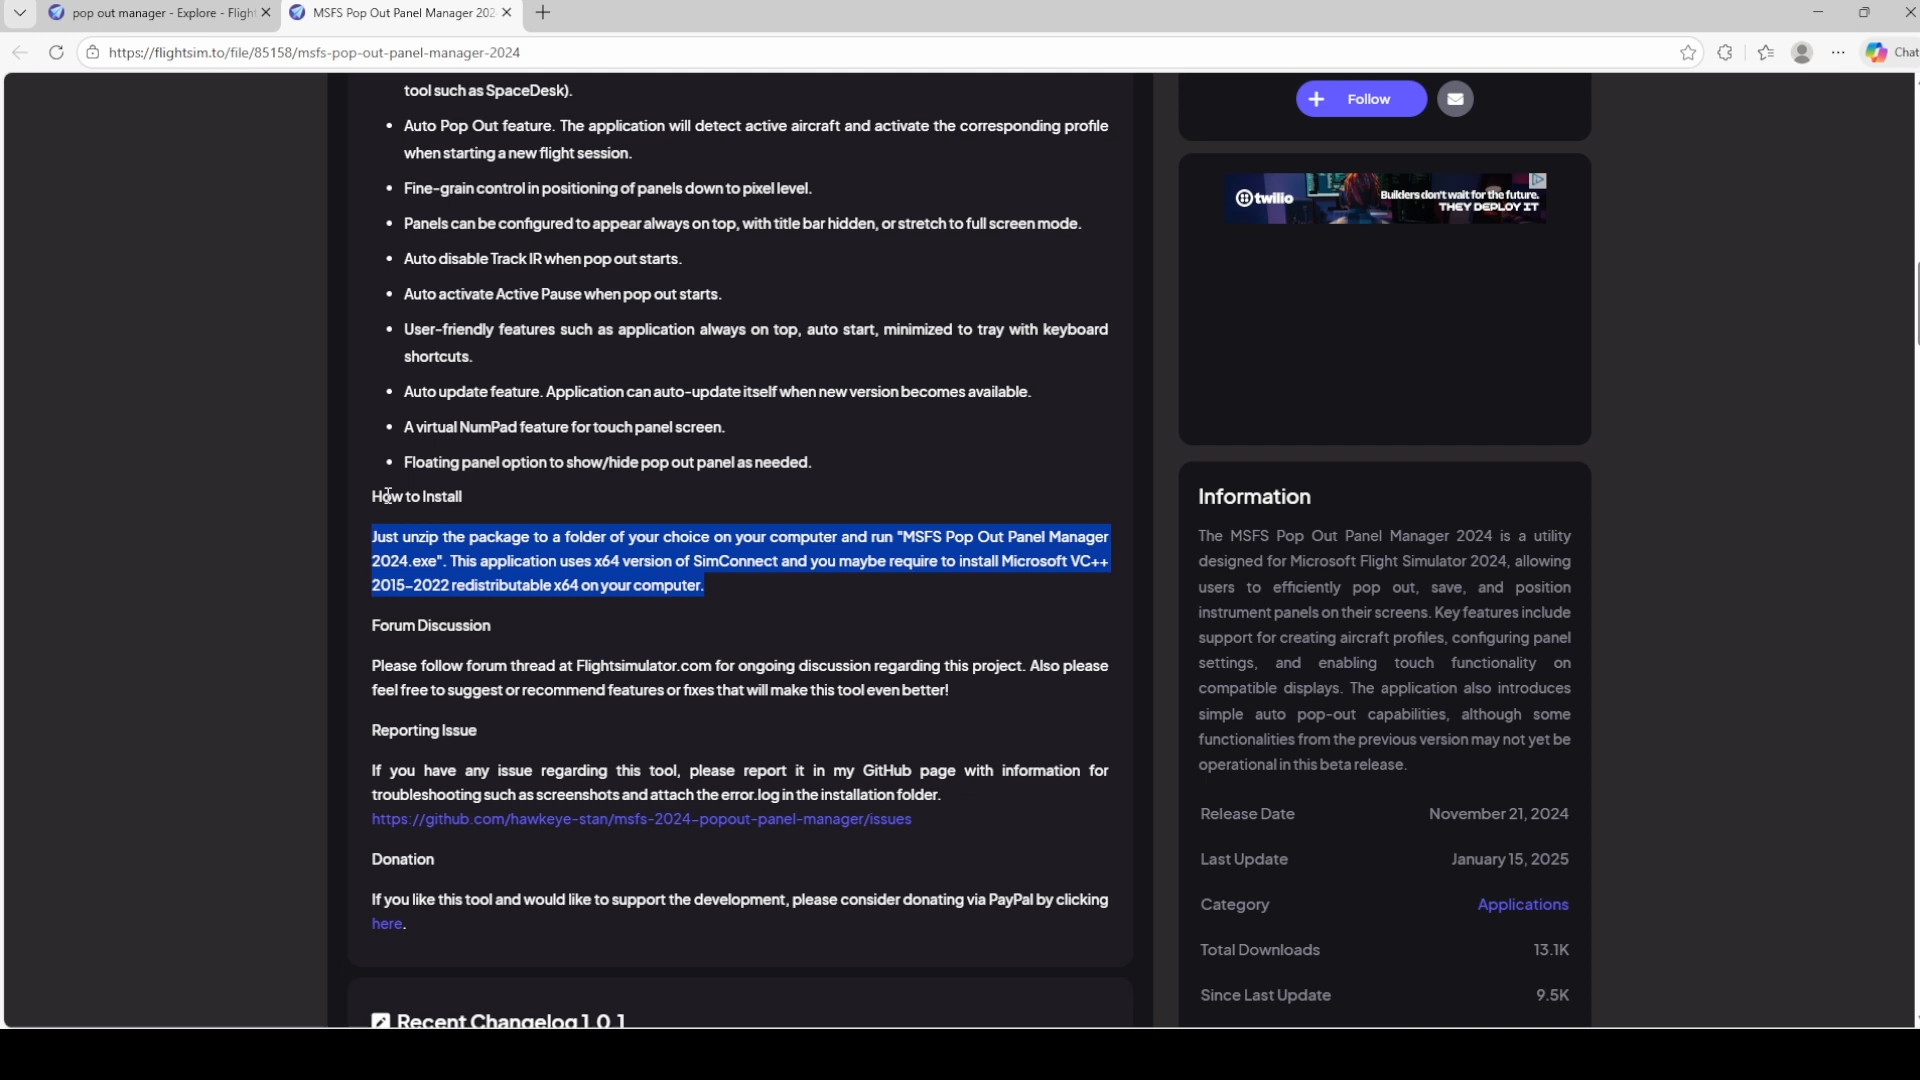 pop out manager - Explore - Fligh
MSFS Pop Out Panel Manager 202
https://flightsim.to/file/85158/msfs-pop-out-panel-manager-2024
Chat
tool such as SpaceDesk).
• Auto Pop Out feature. The application will detect active aircraft and activate the corresponding profile
when starting a new flight session.
• Fine-grain control in positioning of panels down to pixel level.
• Panels can be configured to appear always on top, with title bar hidden, or stretch to full screen mode.
• Auto disable Track IR when pop out starts.
• Auto activate Active Pause when pop out starts.
• User-friendly features such as application always on top, auto start, minimized to tray with keyboard
shortcuts.
• Auto update feature. Application can auto-update itself when new version becomes available.
• A virtual NumPad feature for touch panel screen.
• Floating panel option to show/hide pop out panel as needed.
How to Install
Just unzip the package to a folder of your choice on your computer and run "MSFS Pop Out Panel Manager
2024.exe". This application uses x64 version of SimConnect and you maybe require to install Microsoft VC++
2015-2022 redistributable x64 on your computer.
Forum Discussion
Please follow forum thread at Flightsimulator.com for ongoing discussion regarding this project. Also please
feel free to suggest or recommend features or fixes that will make this tool even better!
Reporting Issue
If you have any issue regarding this tool, please report it in my GitHub page with information for
troubleshooting such as screenshots and attach the error.log in the installation folder.
https://github.com/hawkeye-stan/msfs-2024-popout-panel-manager/issues
Donation
If you like this tool and would like to support the development, please consider donating via PayPal by clicking
here.
Recent Changelog 1.0.1
Follow
twilio
Builders don't wait for the future.
THEY DEPLOY IT
Information
The MSFS Pop Out Panel Manager 2024 is a utility
designed for Microsoft Flight Simulator 2024, allowing
users to efficiently pop out, save, and position
instrument panels on their screens. Key features include
support for creating aircraft profiles, configuring panel
settings, and enabling touch functionality on
compatible displays. The application also introduces
simple auto pop-out capabilities, although some
functionalities from the previous version may not yet be
operational in this beta release.
Release Date November 21, 2024
Last Update January 15, 2025
Category Applications
Total Downloads 13.1K
Since Last Update 9.5K